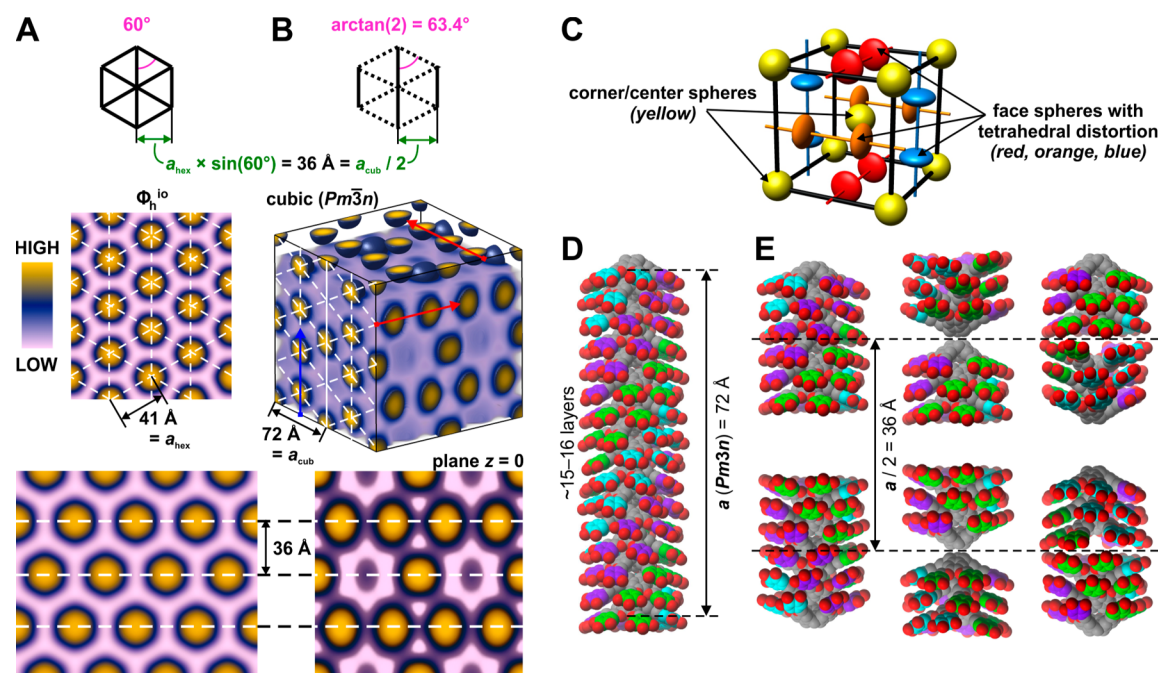 A
60°
B
arctan(2) = 63.4°
a_hex × sin(60°) = 36 Å = a_cub / 2
C
corner/center spheres
(yellow)
face spheres with
tetrahedral distortion
(red, orange, blue)
Φ_h^io
HIGH
LOW
41 Å
= a_hex
cubic (Pm3̅n)
72 Å
= a_cub
plane z = 0
36 Å
D
~15–16 layers
a (Pm3n) = 72 Å
E
a / 2 = 36 Å